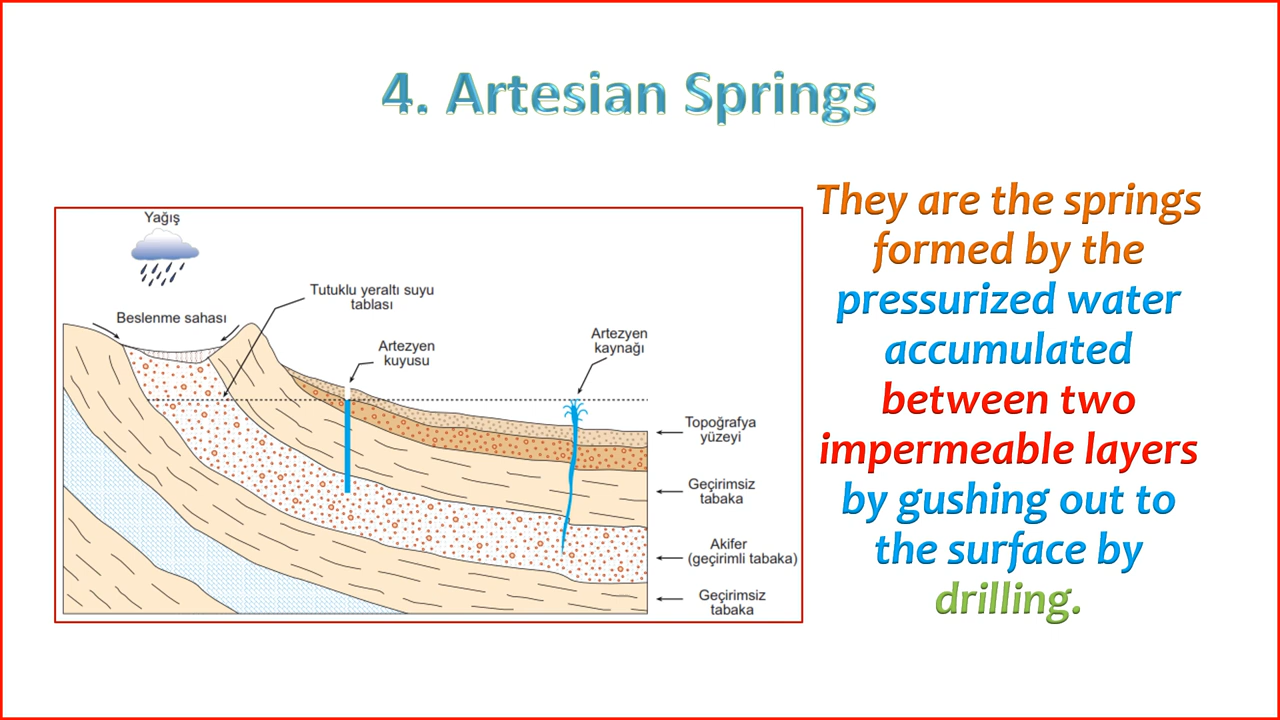 4. Artesian Springs
Yağış
Tutuklu yeraltı suyu
tablası
Beslenme sahası
Artezyen
kuyusu
Artezyen
kaynağı
Topoğrafya
yüzeyi
Geçirimsiz
tabaka
Akifer
(geçirimli tabaka)
Geçirimsiz
tabaka
They are the springs
formed by the
pressurized water
accumulated
between two
impermeable layers
by gushing out to
the surface by
drilling.